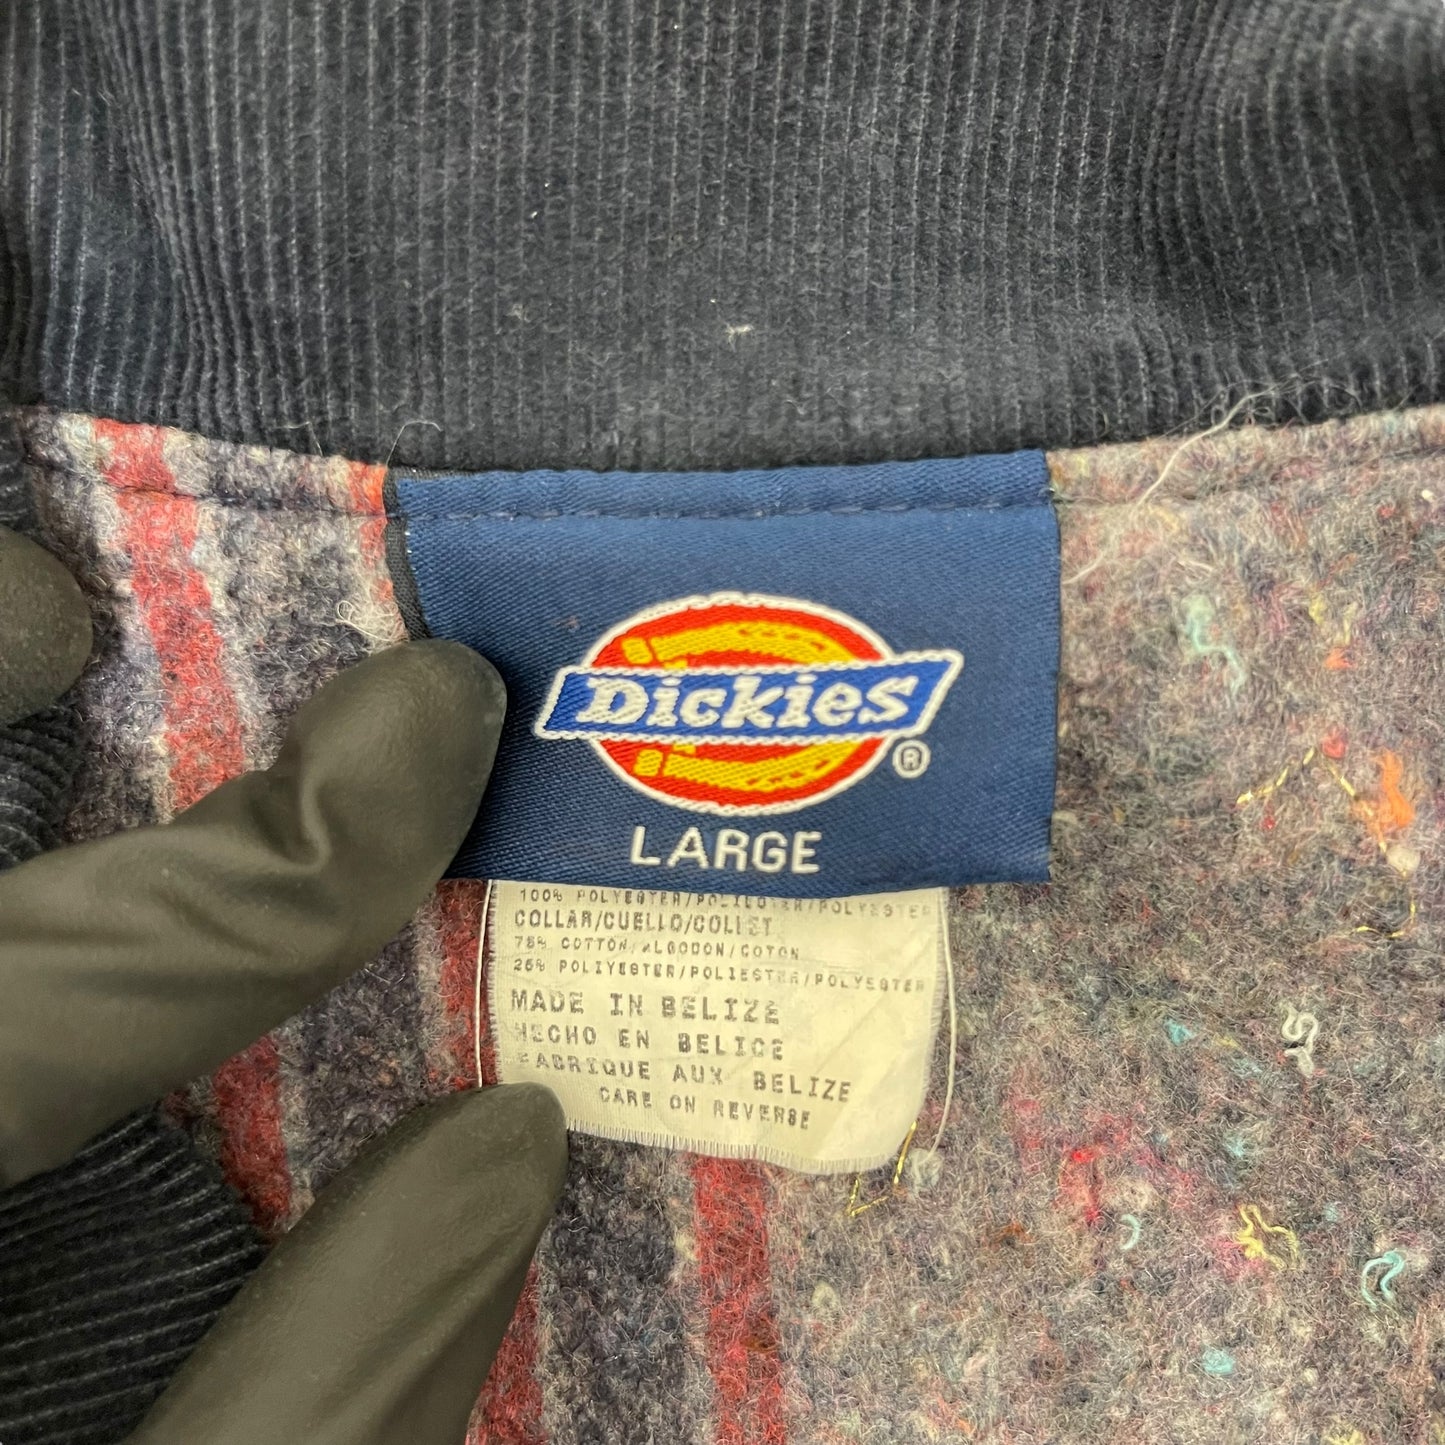 Dickies
®
LARGE
100% POLYESTER/POLIESTER/POLYESTER
COLLAR/CUELLO/COLLET
75% COTTON/ALGODON/COTON
25% POLIYESTER/POLIESTER/POLYESTER
MADE IN BELIZE
HECHO EN BELICE
FABRIQUE AUX BELIZE
CARE ON REVERSE